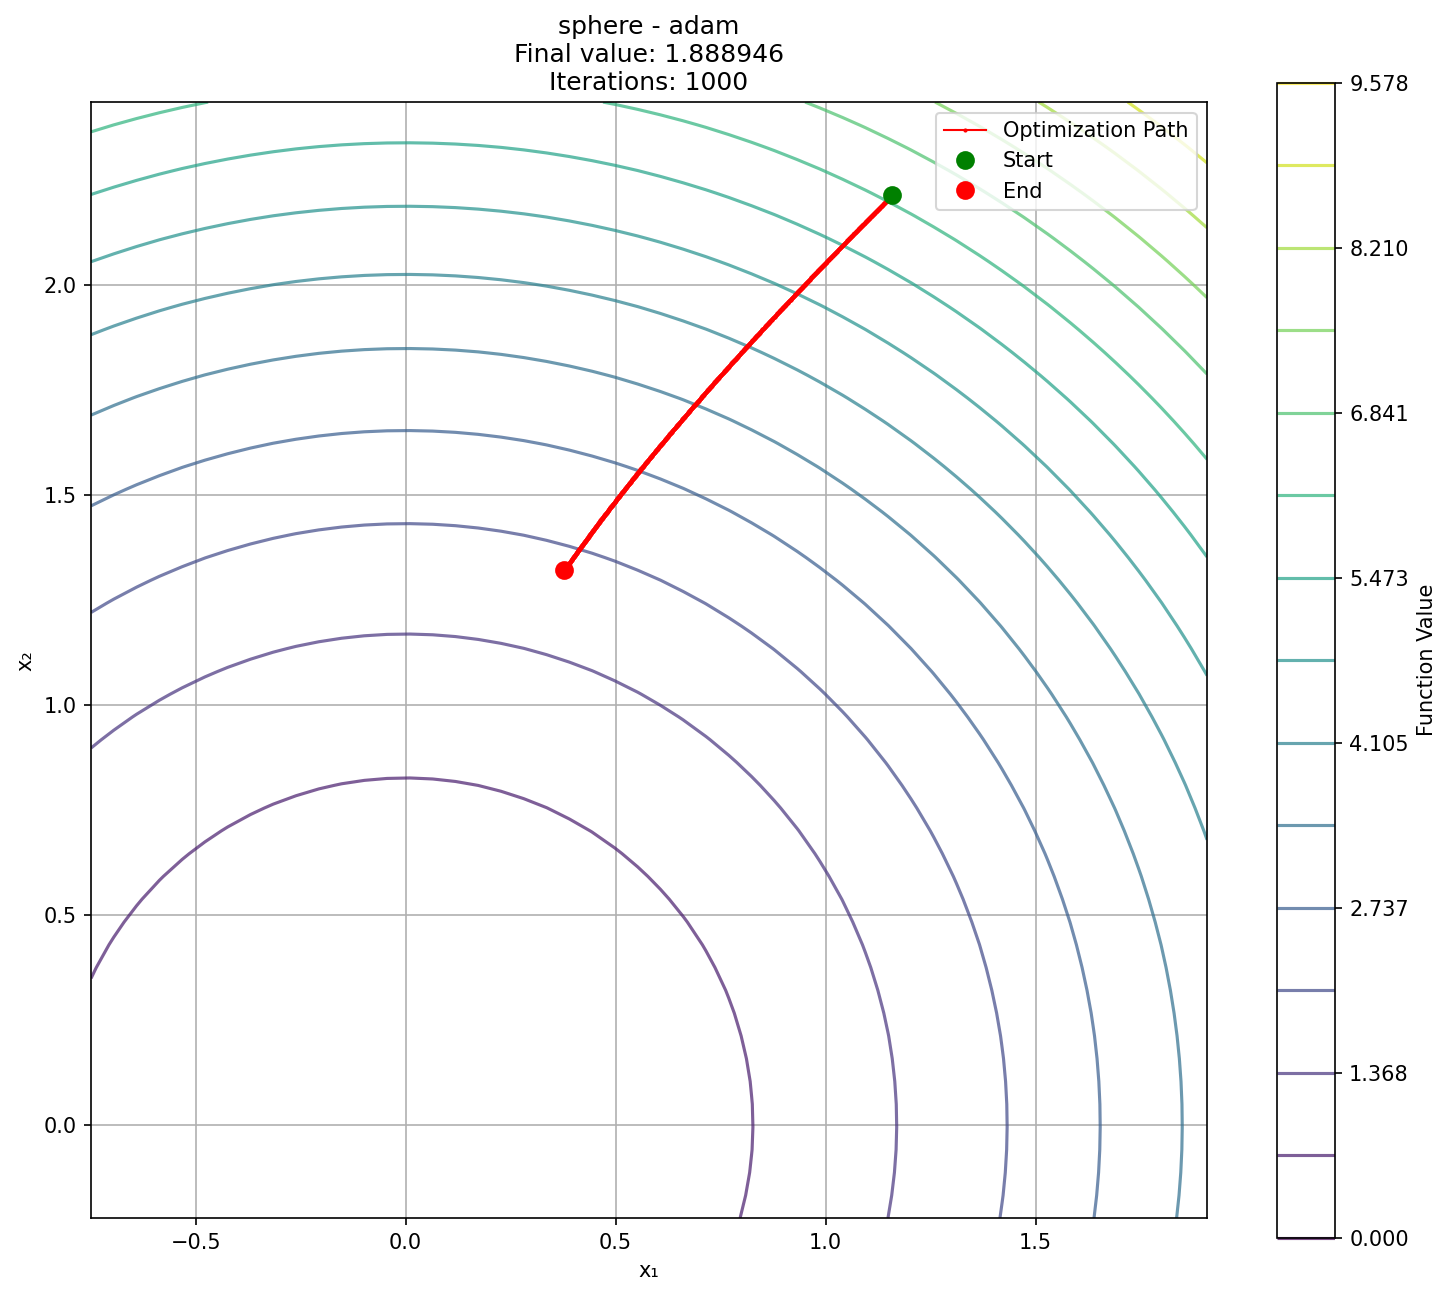 sphere - adam
Final value: 1.888946
Iterations: 1000
Optimization Path
Start
End
2.0
1.5
1.0
0.5
0.0
x₂
−0.5
0.0
0.5
1.0
1.5
x₁
9.578
8.210
6.841
5.473
4.105
2.737
1.368
0.000
Function Value